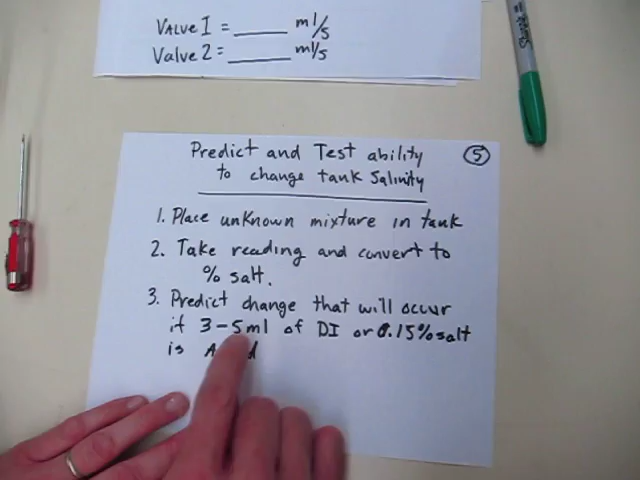 Valve 1 = ______ ml/s
Valve 2 = ______ ml/s
Sharpie
Predict and Test ability
to change tank Salinity
5
1. Place unknown mixture in tank
2. Take reading and convert to
% salt.
3. Predict change that will occur
if 3-5ml of DI or 0.15% salt
is